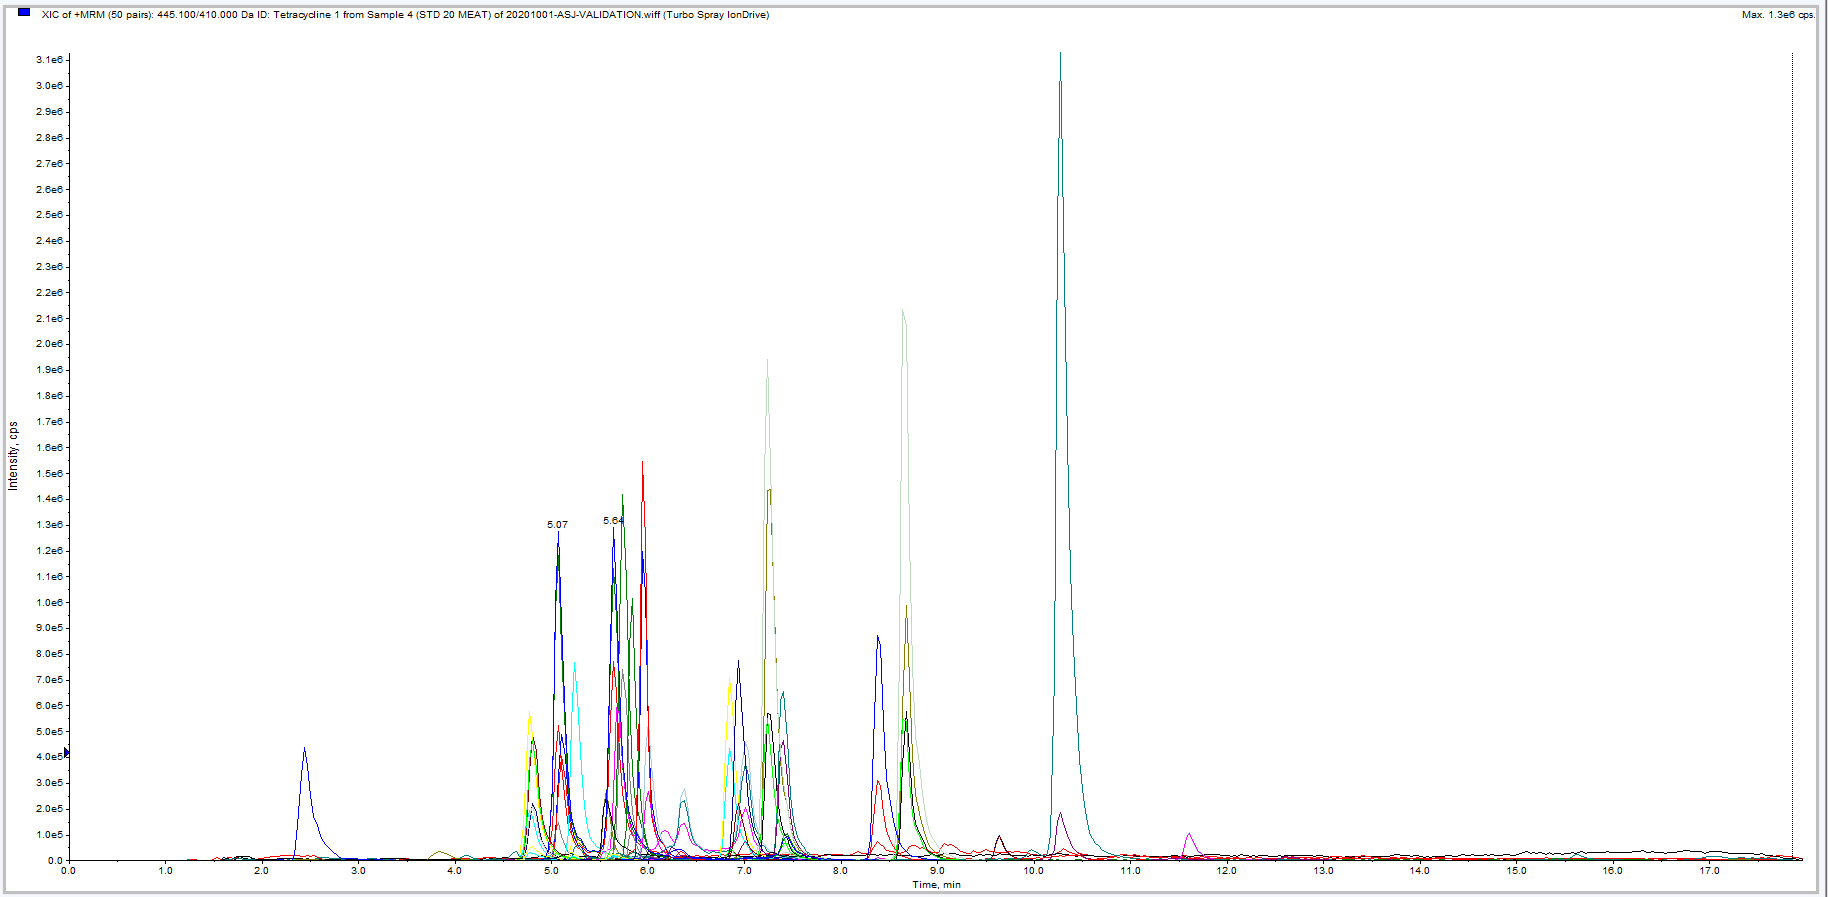 XIC of +MRM (50 pairs): 445.100/410.000 Da ID: Tetracycline 1 from Sample 4 (STD 20 MEAT) of 20201001-ASJ-VALIDATION.wiff (Turbo Spray IonDrive)
Max. 1.3e6 cps.
3.1e6
3.0e6
2.9e6
2.8e6
2.7e6
2.6e6
2.5e6
2.4e6
2.3e6
2.2e6
2.1e6
2.0e6
1.9e6
1.8e6
1.7e6
1.6e6
1.5e6
1.4e6
1.3e6
1.2e6
1.1e6
1.0e6
9.0e5
8.0e5
7.0e5
6.0e5
5.0e5
4.0e5
3.0e5
2.0e5
1.0e5
0.0
Intensity, cps
5.07
5.64
0.0 1.0 2.0 3.0 4.0 5.0 6.0 7.0 8.0 9.0 10.0 11.0 12.0 13.0 14.0 15.0 16.0 17.0
Time, min